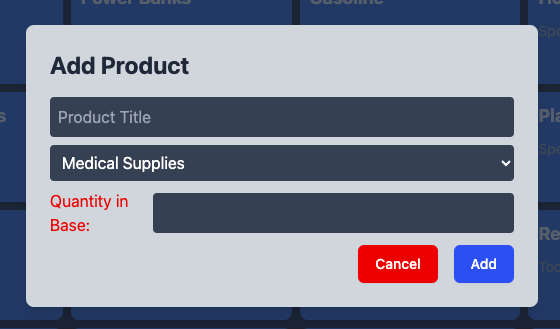 Power Banks
Gasoline
Add Product
Product Title
Medical Supplies
Quantity in
Base:
Cancel
Add